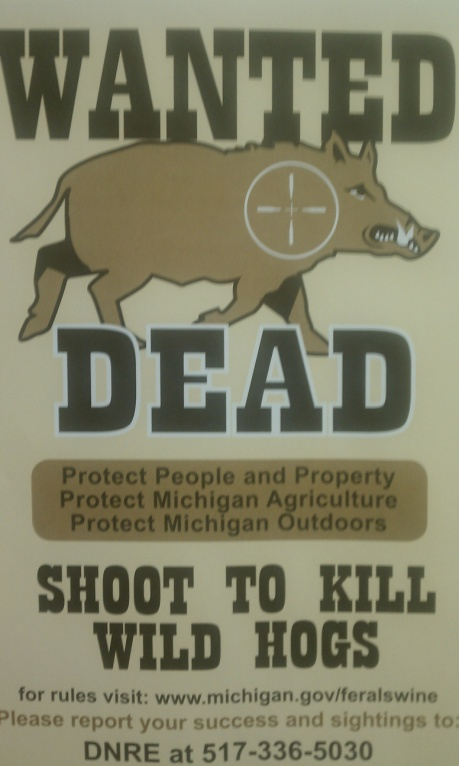 WANTED
DEAD
Protect People and Property
Protect Michigan Agriculture
Protect Michigan Outdoors
SHOOT TO KILL
WILD HOGS
for rules visit: www.michigan.gov/feralswine
Please report your success and sightings to:
DNRE at 517-336-5030